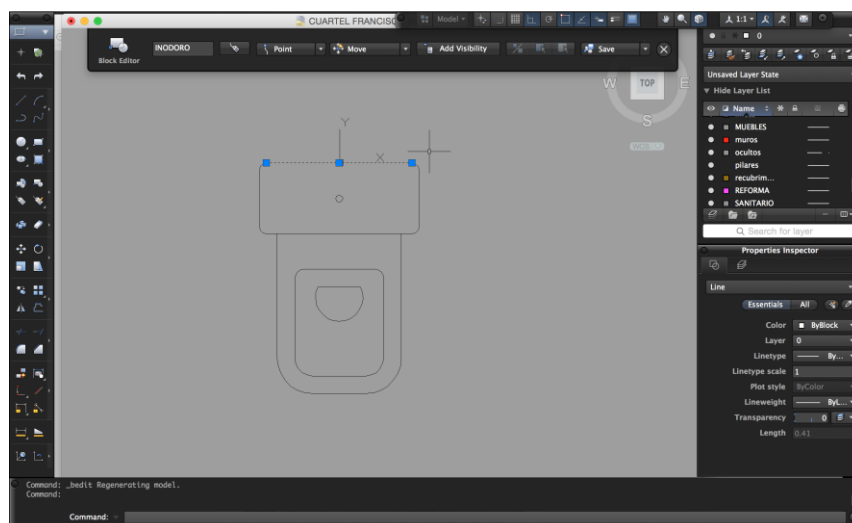 CUARTEL FRANCISC
Model
1:1
Block Editor
INODORO
Point
Move
Add Visibility
Save
0
Unsaved Layer State
Hide Layer List
Name
MUEBLES
muros
ocultos
pilares
recubrim...
REFORMA
SANITARIO
Search for layer
W
TOP
E
S
Y
X
Properties Inspector
Line
Essentials All
Color ByBlock
Layer 0
Linetype By...
Linetype scale 1
Plot style ByColor
Lineweight ByL...
Transparency 0
Length 0.41
Command: _bedit Regenerating model.
Command:
Command: